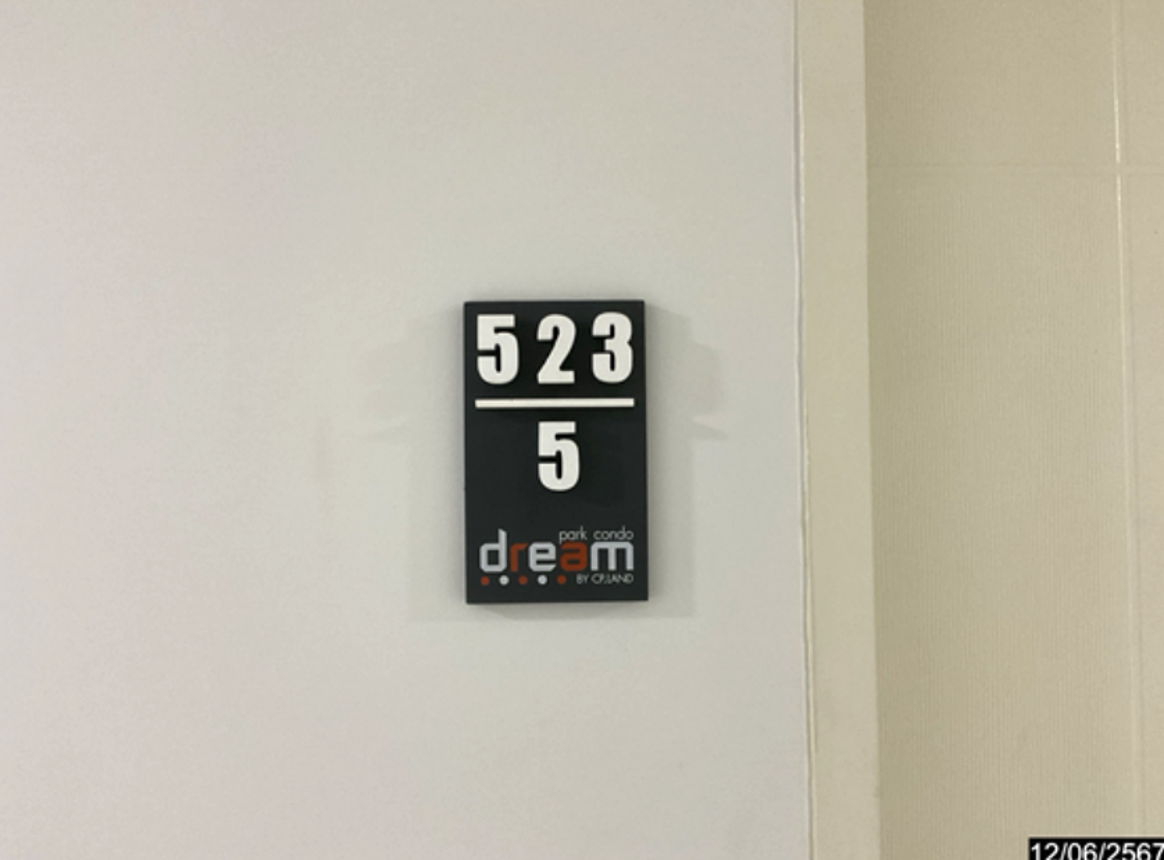 523
5
park condo
dream
BY CP.LAND
12/06/2567